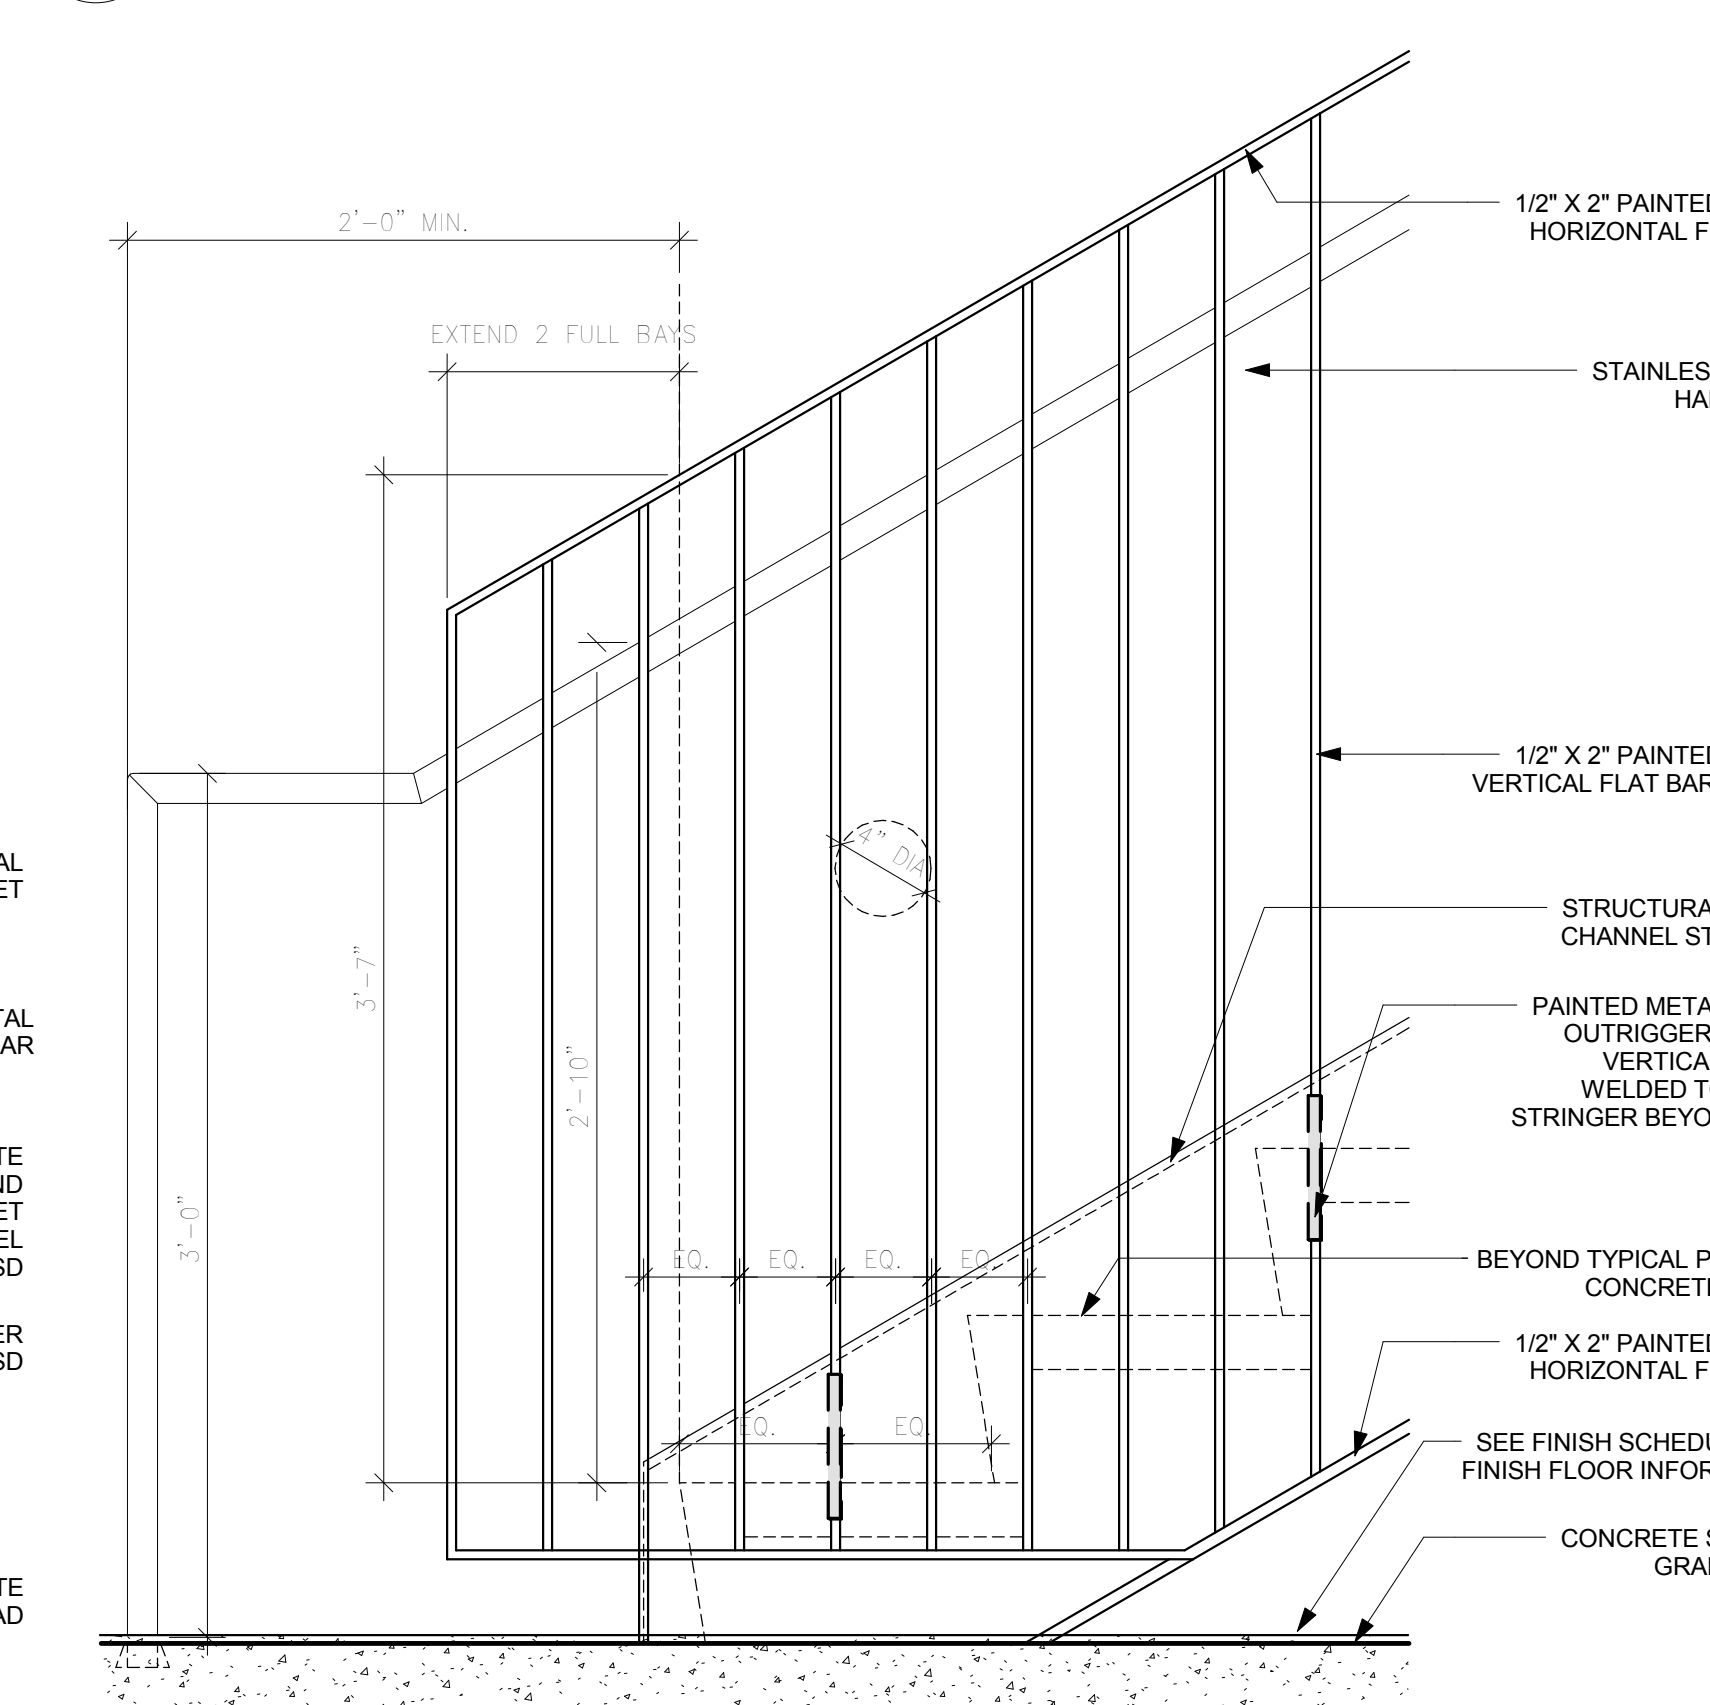 2'-0" MIN.
EXTEND 2 FULL BAYS
3'-7"
2'-10"
3'-0"
4" DIA
EQ. EQ. EQ. EQ.
EQ. EQ.
AL
ET
TAL
AR
TE
ND
ET
EL
SD
ER
SD
TE
AD
1/2" X 2" PAINTED
HORIZONTAL F
STAINLES
HA
1/2" X 2" PAINTED
VERTICAL FLAT BAR
STRUCTURA
CHANNEL ST
PAINTED META
OUTRIGGER
VERTICA
WELDED TO
STRINGER BEYO
BEYOND TYPICAL P
CONCRETE
1/2" X 2" PAINTED
HORIZONTAL F
SEE FINISH SCHEDU
FINISH FLOOR INFOR
CONCRETE S
GRA